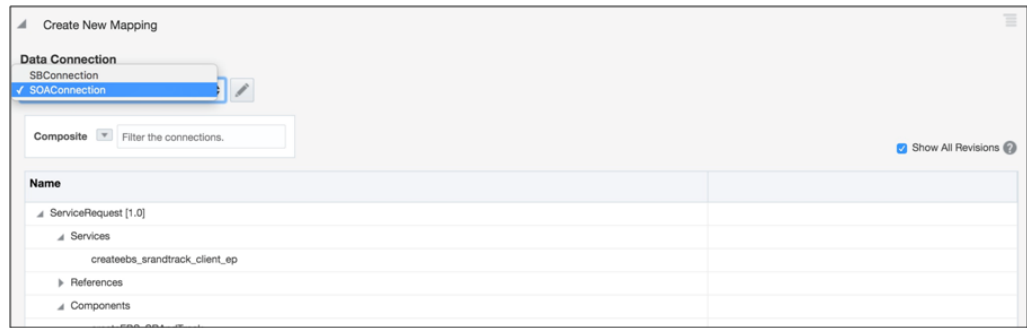 Create New Mapping
Data Connection
SBConnection
✓ SOAConnection
Composite Filter the connections.
Show All Revisions
Name
ServiceRequest [1.0]
Services
createebs_srandtrack_client_ep
References
Components